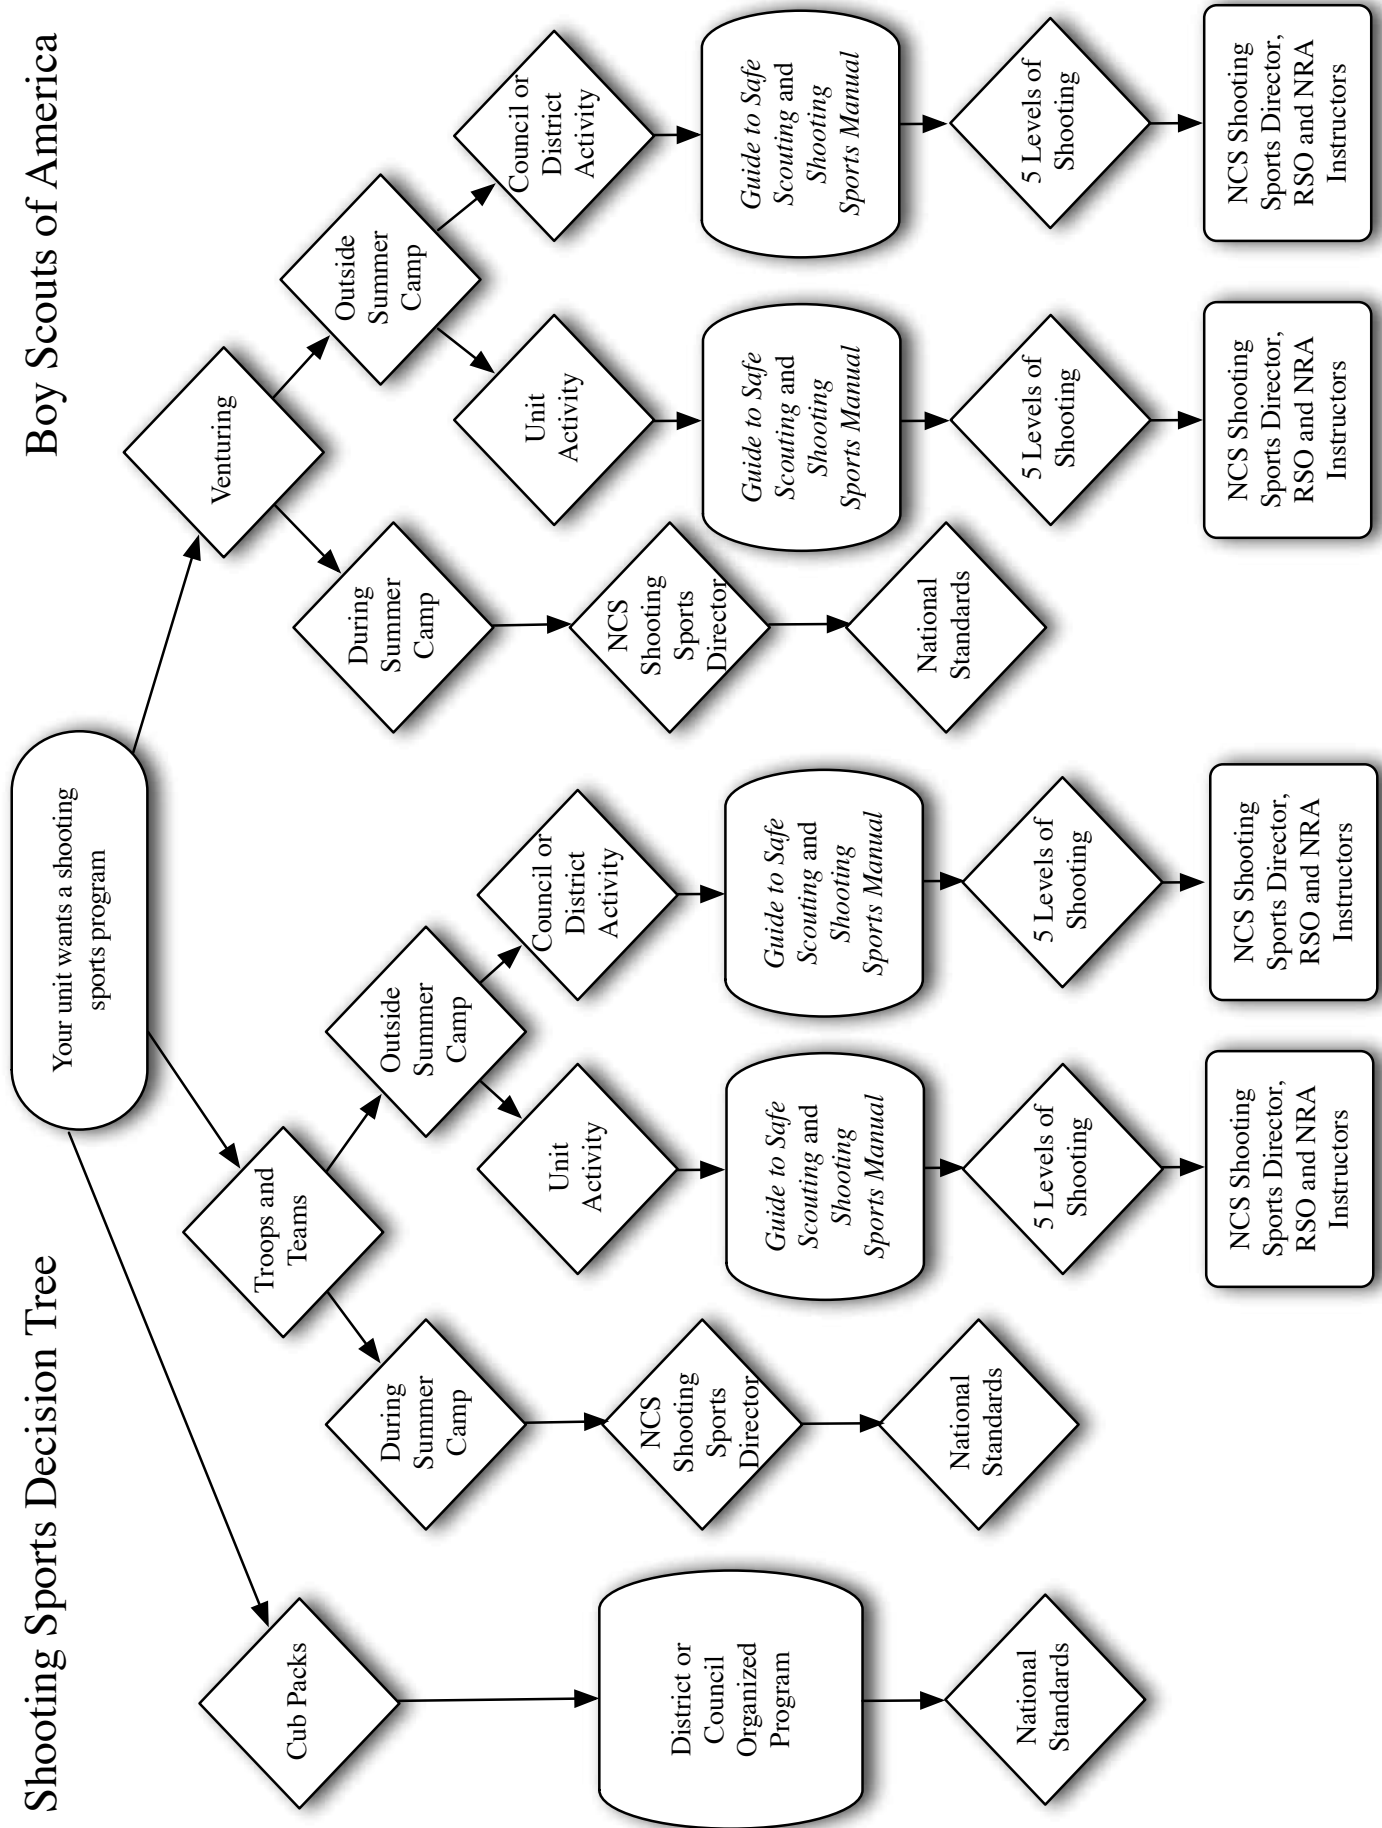 Shooting Sports Decision Tree
Boy Scouts of America
Your unit wants a shooting
sports program
Cub Packs
District or
Council
Organized
Program
National
Standards
Troops and
Teams
During
Summer
Camp
NCS
Shooting
Sports
Director
National
Standards
Outside
Summer
Camp
Unit
Activity
Guide to Safe
Scouting and
Shooting
Sports Manual
5 Levels of
Shooting
NCS Shooting
Sports Director,
RSO and NRA
Instructors
Council or
District
Activity
Guide to Safe
Scouting and
Shooting
Sports Manual
5 Levels of
Shooting
NCS Shooting
Sports Director,
RSO and NRA
Instructors
Venturing
During
Summer
Camp
NCS
Shooting
Sports
Director
National
Standards
Outside
Summer
Camp
Unit
Activity
Guide to Safe
Scouting and
Shooting
Sports Manual
5 Levels of
Shooting
NCS Shooting
Sports Director,
RSO and NRA
Instructors
Council or
District
Activity
Guide to Safe
Scouting and
Shooting
Sports Manual
5 Levels of
Shooting
NCS Shooting
Sports Director,
RSO and NRA
Instructors